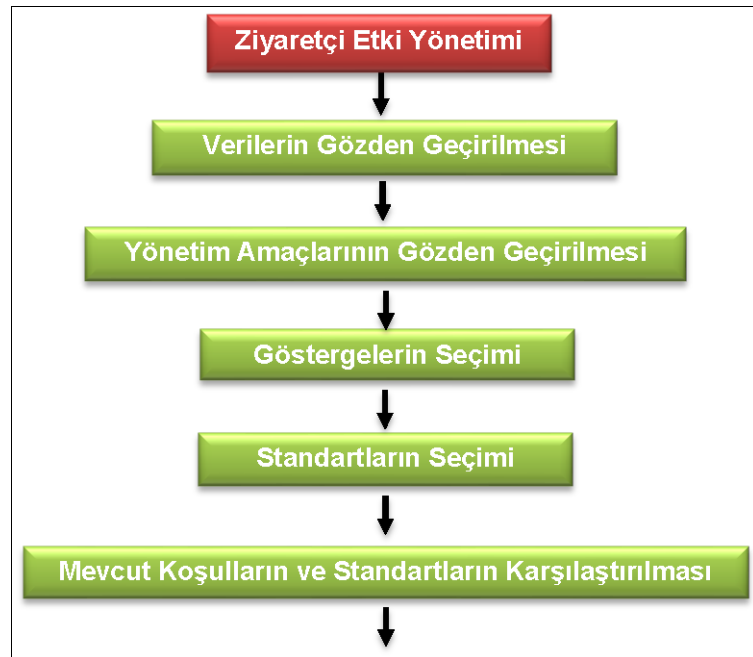 Ziyaretçi Etki Yönetimi
Verilerin Gözden Geçirilmesi
Yönetim Amaçlarının Gözden Geçirilmesi
Göstergelerin Seçimi
Standartların Seçimi
Mevcut Koşulların ve Standartların Karşılaştırılması